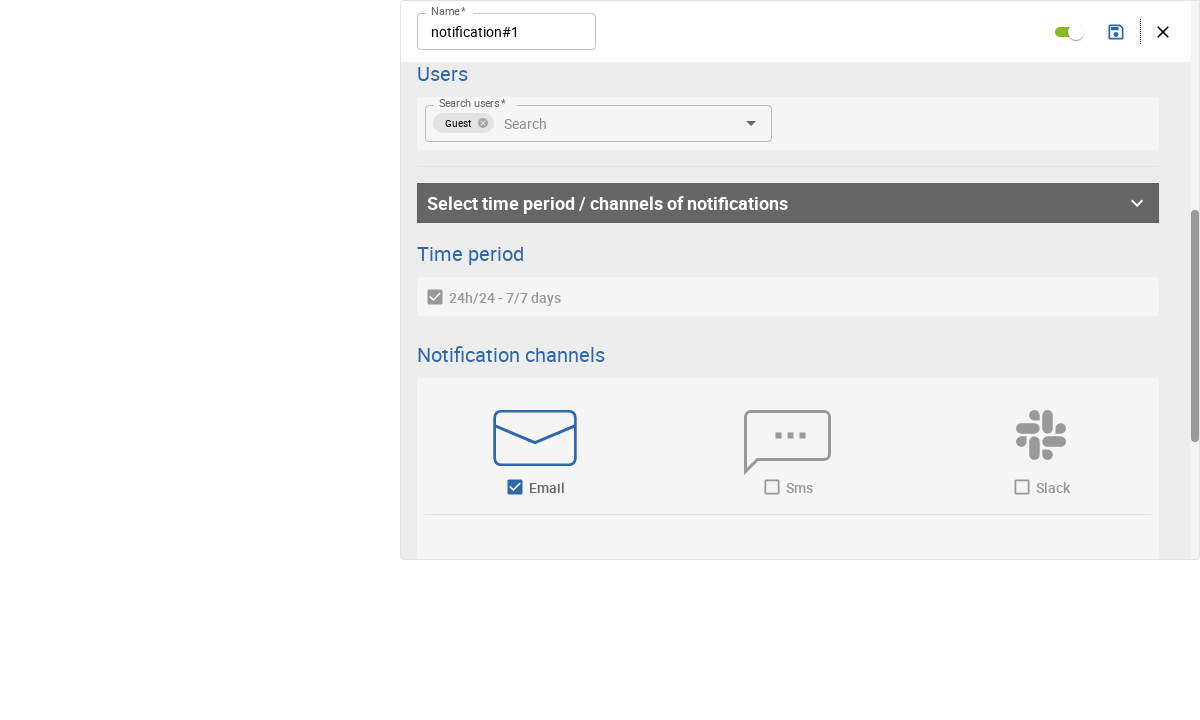 Name *
notification#1
Users
Search users *
Guest
Search
Select time period / channels of notifications
Time period
24h/24 - 7/7 days
Notification channels
Email
Sms
Slack